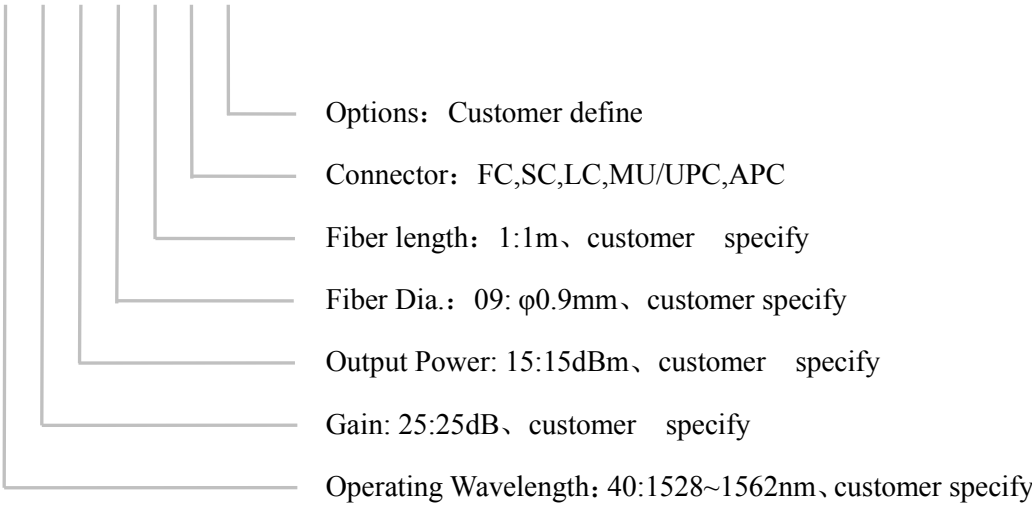 Options：Customer define
Connector：FC,SC,LC,MU/UPC,APC
Fiber length：1:1m、customer specify
Fiber Dia.：09: φ0.9mm、customer specify
Output Power: 15:15dBm、customer specify
Gain: 25:25dB、customer specify
Operating Wavelength：40:1528~1562nm、customer specify